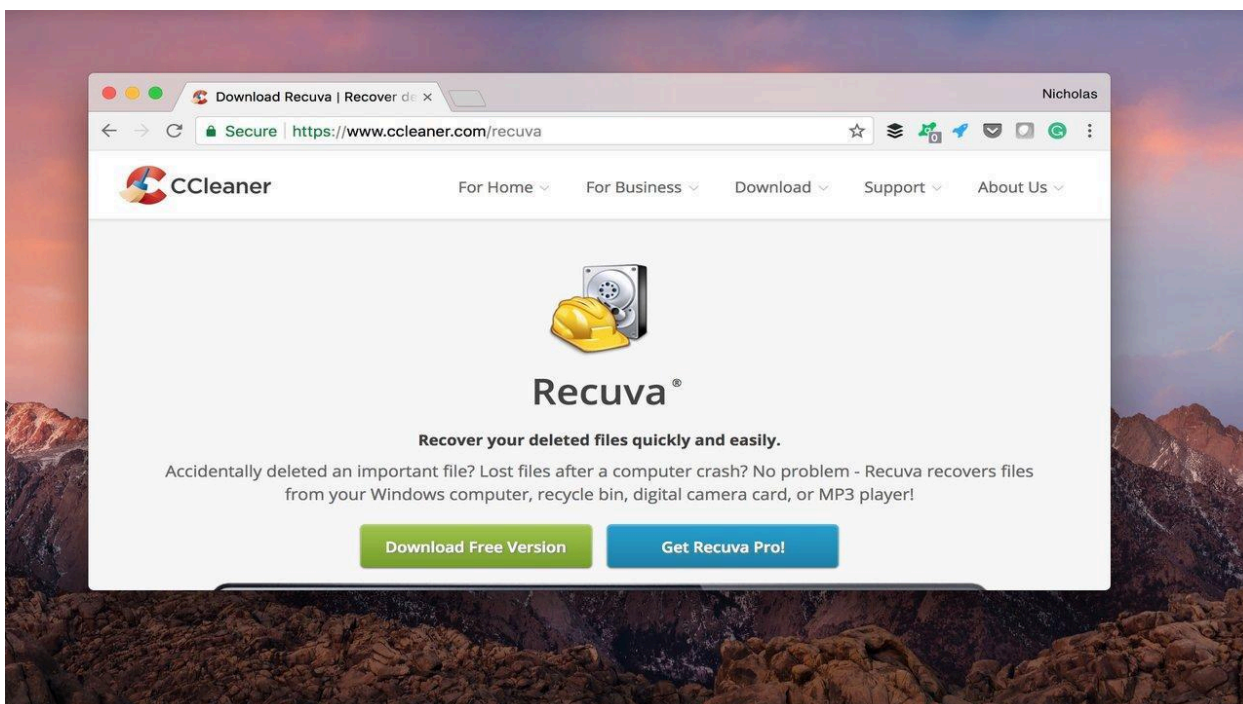 Download Recuva | Recover de
Nicholas
Secure https://www.ccleaner.com/recuva
0
CCleaner
For Home
For Business
Download
Support
About Us
Recuva®
Recover your deleted files quickly and easily.
Accidentally deleted an important file? Lost files after a computer crash? No problem - Recuva recovers files
from your Windows computer, recycle bin, digital camera card, or MP3 player!
Download Free Version
Get Recuva Pro!